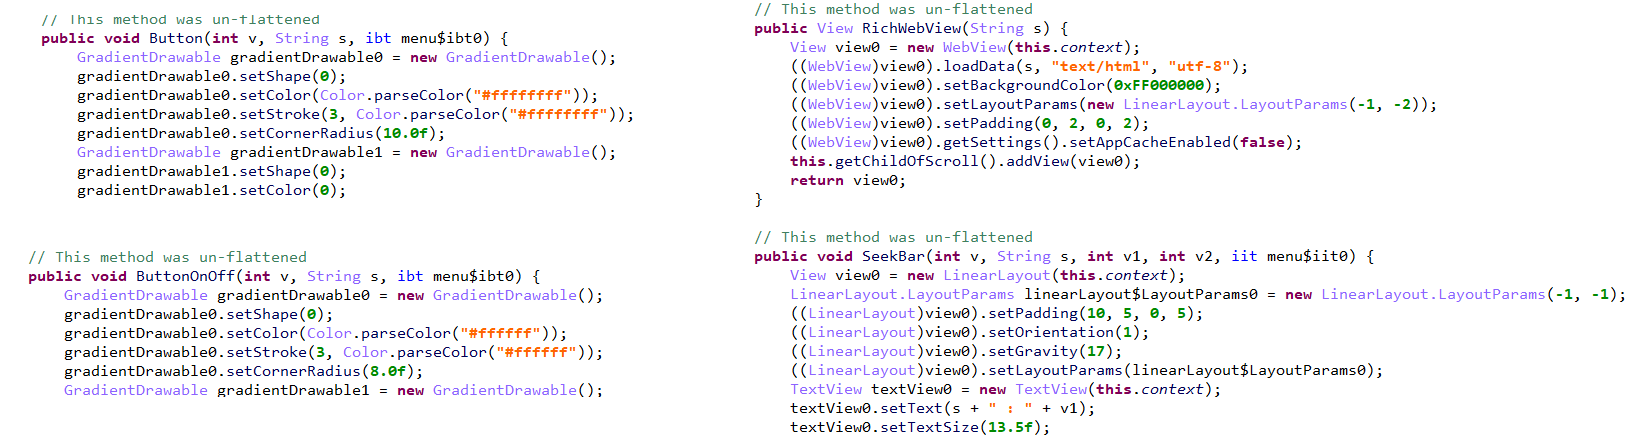 // This method was un-flattened
public void Button(int v, String s, ibt menu$ibt0) {
GradientDrawable gradientDrawable0 = new GradientDrawable();
gradientDrawable0.setShape(0);
gradientDrawable0.setColor(Color.parseColor("#ffffffff"));
gradientDrawable0.setStroke(3, Color.parseColor("#ffffffff"));
gradientDrawable0.setCornerRadius(10.0f);
GradientDrawable gradientDrawable1 = new GradientDrawable();
gradientDrawable1.setShape(0);
gradientDrawable1.setColor(0);
// This method was un-flattened
public void ButtonOnOff(int v, String s, ibt menu$ibt0) {
GradientDrawable gradientDrawable0 = new GradientDrawable();
gradientDrawable0.setShape(0);
gradientDrawable0.setColor(Color.parseColor("#ffffff"));
gradientDrawable0.setStroke(3, Color.parseColor("#ffffff"));
gradientDrawable0.setCornerRadius(8.0f);
GradientDrawable gradientDrawable1 = new GradientDrawable();
// This method was un-flattened
public View RichWebView(String s) {
View view0 = new WebView(this.context);
((WebView)view0).loadData(s, "text/html", "utf-8");
((WebView)view0).setBackgroundColor(0xFF000000);
((WebView)view0).setLayoutParams(new LinearLayout.LayoutParams(-1, -2));
((WebView)view0).setPadding(0, 2, 0, 2);
((WebView)view0).getSettings().setAppCacheEnabled(false);
this.getChildOfScroll().addView(view0);
return view0;
}
// This method was un-flattened
public void SeekBar(int v, String s, int v1, int v2, iit menu$iit0) {
View view0 = new LinearLayout(this.context);
LinearLayout.LayoutParams linearLayout$LayoutParams0 = new LinearLayout.LayoutParams(-1, -1);
((LinearLayout)view0).setPadding(10, 5, 0, 5);
((LinearLayout)view0).setOrientation(1);
((LinearLayout)view0).setGravity(17);
((LinearLayout)view0).setLayoutParams(linearLayout$LayoutParams0);
TextView textView0 = new TextView(this.context);
textView0.setText(s + " : " + v1);
textView0.setTextSize(13.5f);